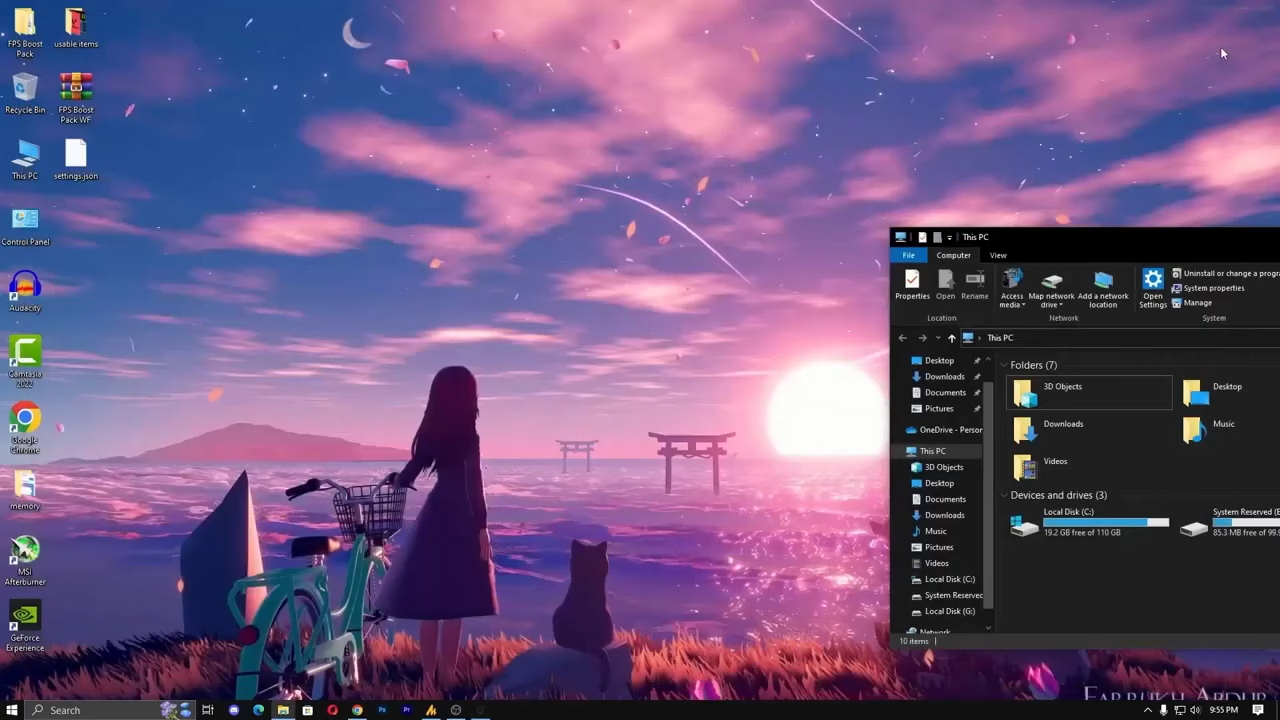 FPS Boost
Pack
usable.items
Recycle Bin
FPS Boost
Pack WF
This PC
settings.json
Control Panel
Audacity
Camtasia
2022
Google
Chrome
memory
MSI
Afterburner
GeForce
Experience
This PC
File
Computer
View
Properties
Open
Rename
Access
media
Map network
drive
Add a network
location
Open
Settings
Uninstall or change a progra
System properties
Manage
Location
Network
System
This PC
Desktop
Downloads
Documents
Pictures
OneDrive - Person
This PC
3D Objects
Desktop
Documents
Downloads
Music
Pictures
Videos
Local Disk (C:)
System Reserved
Local Disk (G:)
Network
Folders (7)
3D Objects
Desktop
Downloads
Music
Videos
Devices and drives (3)
Local Disk (C:)
19.2 GB free of 110 GB
System Reserved (E
85.3 MB free of 99.
10 items
Search
9:55 PM